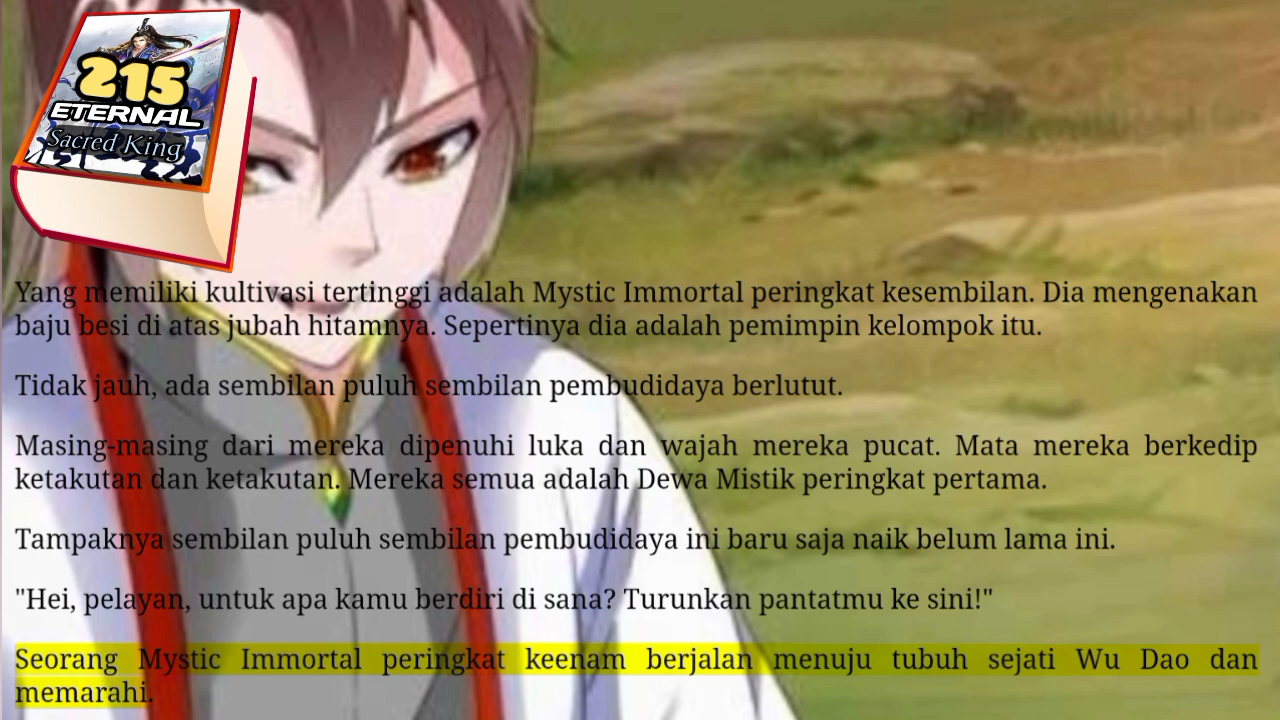 215
ETERNAL
Sacred King
Yang memiliki kultivasi tertinggi adalah Mystic Immortal peringkat kesembilan. Dia mengenakan
baju besi di atas jubah hitamnya. Sepertinya dia adalah pemimpin kelompok itu.
Tidak jauh, ada sembilan puluh sembilan pembudidaya berlutut.
Masing-masing dari mereka dipenuhi luka dan wajah mereka pucat. Mata mereka berkedip
ketakutan dan ketakutan. Mereka semua adalah Dewa Mistik peringkat pertama.
Tampaknya sembilan puluh sembilan pembudidaya ini baru saja naik belum lama ini.
"Hei, pelayan, untuk apa kamu berdiri di sana? Turunkan pantatmu ke sini!"
Seorang Mystic Immortal peringkat keenam berjalan menuju tubuh sejati Wu Dao dan
memarahi.